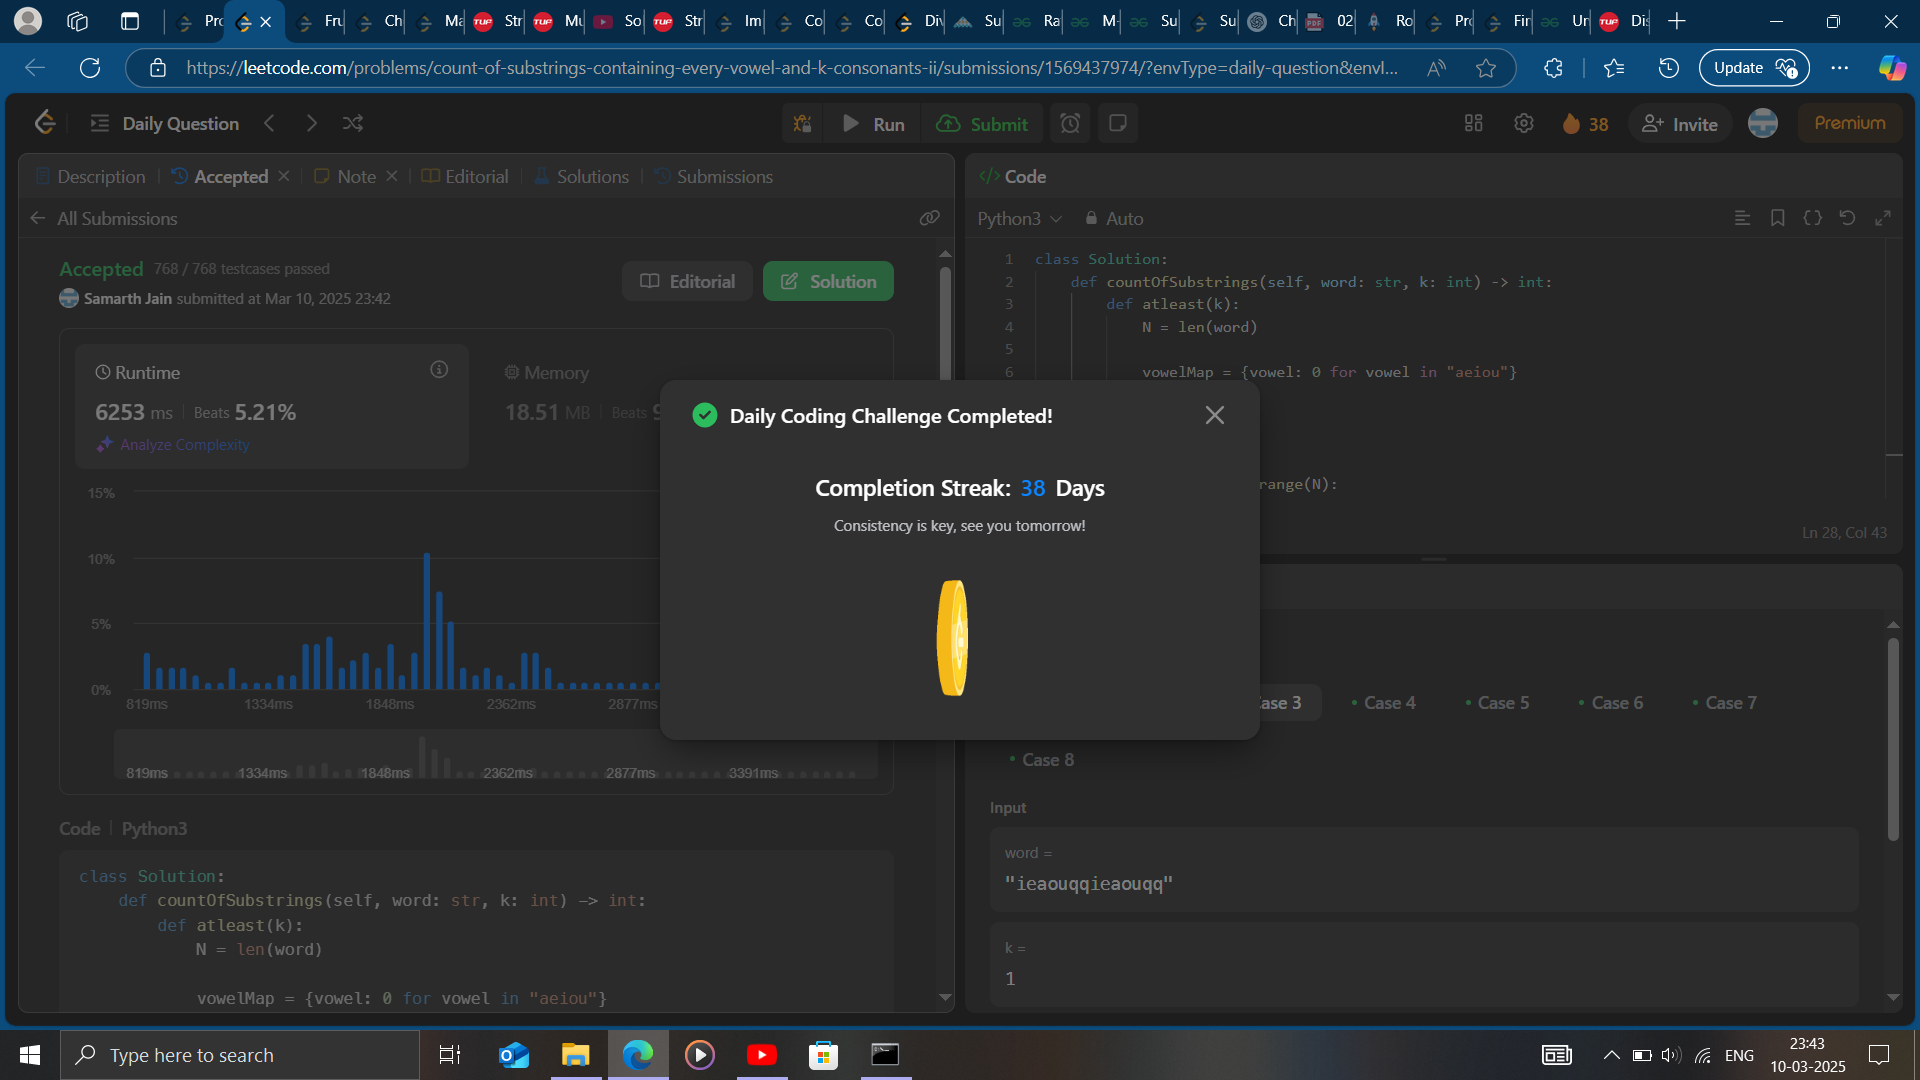 Pro
Fru
Ch
Ma
Str
Mu
So
Str
Im
Co
Co
Div
Su
Ra
M-
Su
Su
Ch
02
Ro
Pro
Fin
Un
Dis
https://leetcode.com/problems/count-of-substrings-containing-every-vowel-and-k-consonants-ii/submissions/1569437974/?envType=daily-question&envI...
Update
Daily Question
Run
Submit
38
Invite
Premium
Description
Accepted
Note
Editorial
Solutions
Submissions
All Submissions
Accepted 768 / 768 testcases passed
Samarth Jain submitted at Mar 10, 2025 23:42
Editorial
Solution
Runtime
6253 ms Beats 5.21%
Analyze Complexity
Memory
18.51 MB Beats 9
15%
10%
5%
0%
819ms 1334ms 1848ms 2362ms 2877ms
819ms 1334ms 1848ms 2362ms 2877ms 3391ms
Code Python3
class Solution:
def countOfSubstrings(self, word: str, k: int) -> int:
def atleast(k):
N = len(word)
vowelMap = {vowel: 0 for vowel in "aeiou"}
Daily Coding Challenge Completed!
Completion Streak: 38 Days
Consistency is key, see you tomorrow!
</> Code
Python3
Auto
1 class Solution:
2 def countOfSubstrings(self, word: str, k: int) -> int:
3 def atleast(k):
4 N = len(word)
5
6 vowelMap = {vowel: 0 for vowel in "aeiou"}
range(N):
Ln 28, Col 43
ase 3
Case 4
Case 5
Case 6
Case 7
Case 8
Input
word =
"ieaouqqieaouqq"
k =
1
Type here to search
ENG
23:43
10-03-2025